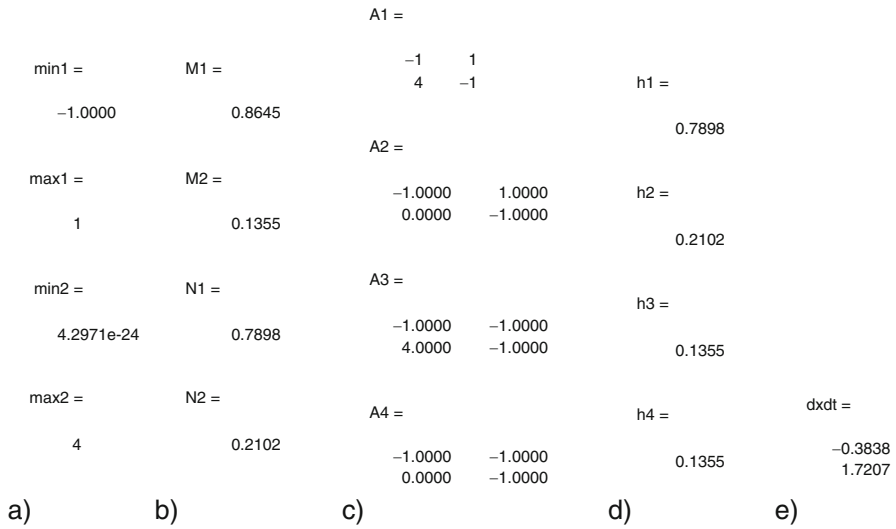 min1 =
−1.0000
max1 =
1
min2 =
4.2971e-24
max2 =
4
a)
M1 =
0.8645
M2 =
0.1355
N1 =
0.7898
N2 =
0.2102
b)
A1 =
−1 1
4 −1
A2 =
−1.0000 1.0000
0.0000 −1.0000
A3 =
−1.0000 −1.0000
4.0000 −1.0000
A4 =
−1.0000 −1.0000
0.0000 −1.0000
c)
h1 =
0.7898
h2 =
0.2102
h3 =
0.1355
h4 =
0.1355
d)
dxdt =
−0.3838
1.7207
e)